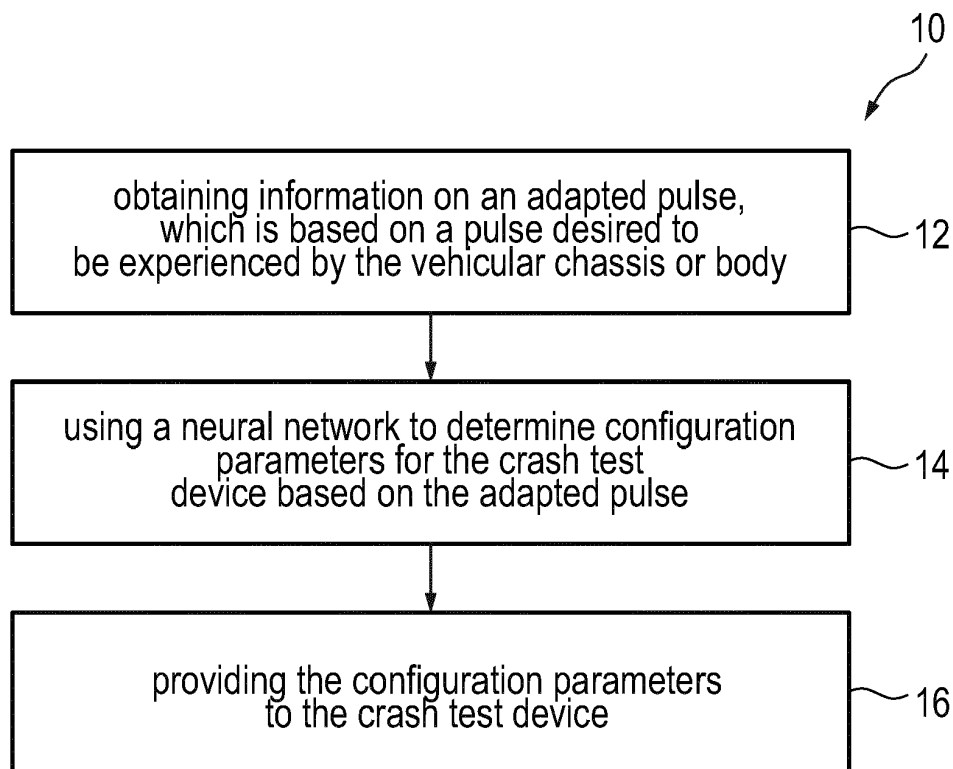 10
obtaining information on an adapted pulse,
which is based on a pulse desired to
be experienced by the vehicular chassis or body
12
using a neural network to determine configuration
parameters for the crash test
device based on the adapted pulse
14
providing the configuration parameters
to the crash test device
16